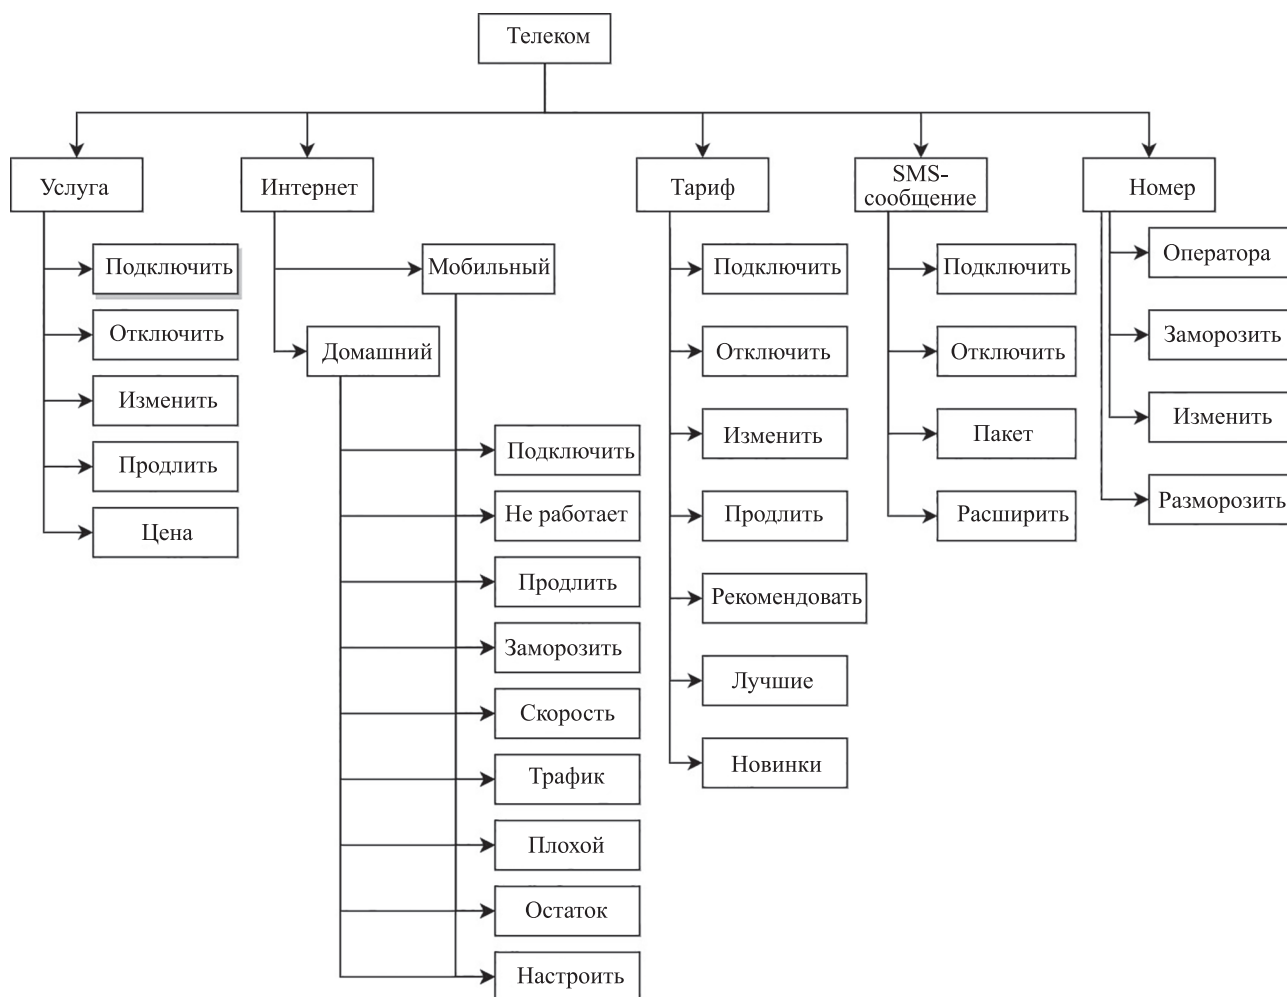 Телеком
Услуга
Интернет
Тариф
SMS-
сообщение
Номер
Подключить
Отключить
Изменить
Продлить
Цена
Мобильный
Домашний
Подключить
Не работает
Продлить
Заморозить
Скорость
Трафик
Плохой
Остаток
Настроить
Подключить
Отключить
Изменить
Продлить
Рекомендовать
Лучшие
Новинки
Подключить
Отключить
Пакет
Расширить
Оператора
Заморозить
Изменить
Разморозить